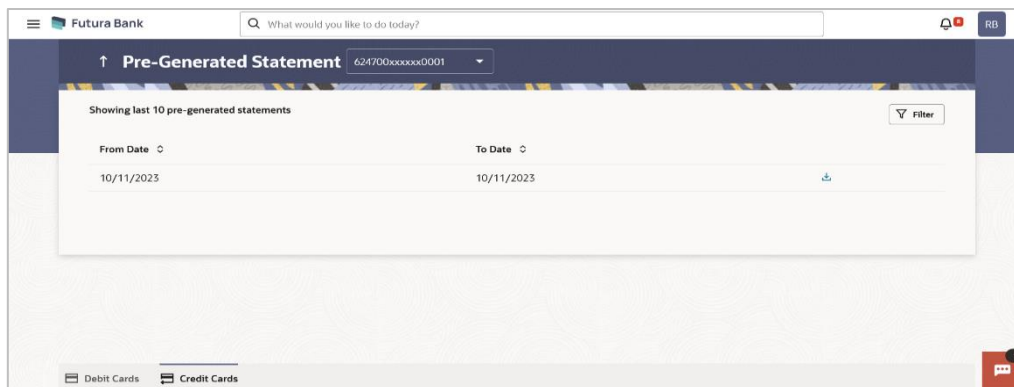 Futura Bank
What would you like to do today?
RB
Pre-Generated Statement 624700xxxxxx0001
Showing last 10 pre-generated statements
Filter
From Date To Date
10/11/2023 10/11/2023
Debit Cards Credit Cards